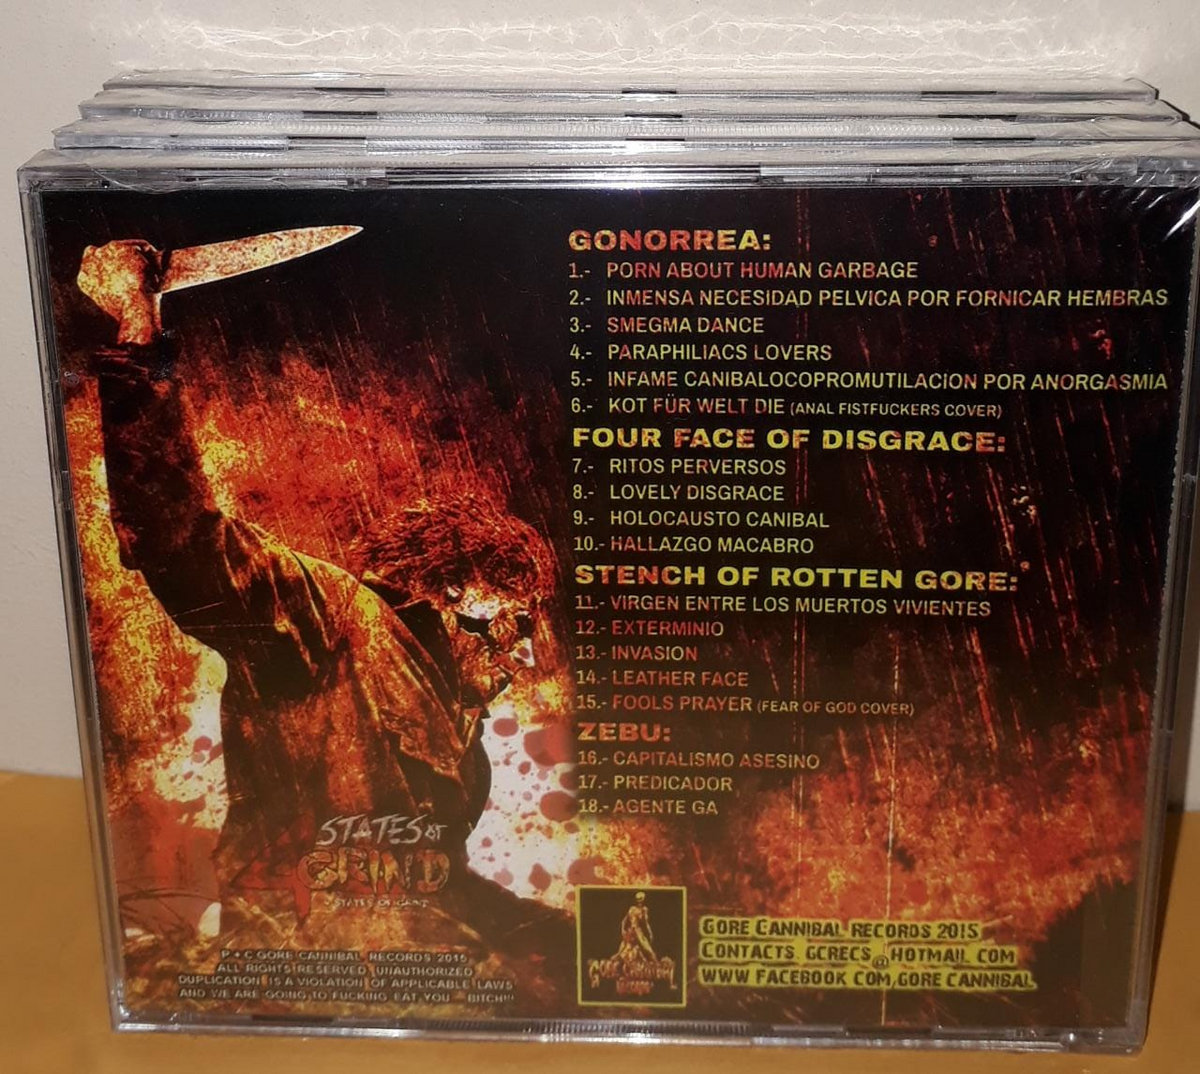 GONORREA:
1.- PORN ABOUT HUMAN GARBAGE
2.- INMENSA NECESIDAD PELVICA POR FORNICAR HEMBRAS
3.- SMEGMA DANCE
4.- PARAPHILIACS LOVERS
5.- INFAME CANIBALOCOPROMUTILACION POR ANORGASMIA
6.- KOT FÜR WELT DIE (ANAL FISTFUCKERS COVER)
FOUR FACE OF DISGRACE:
7.- RITOS PERVERSOS
8.- LOVELY DISGRACE
9.- HOLOCAUSTO CANIBAL
10.- HALLAZGO MACABRO
STENCH OF ROTTEN GORE:
11.- VIRGEN ENTRE LOS MUERTOS VIVIENTES
12.- EXTERMINIO
13.- INVASION
14.- LEATHER FACE
15.- FOOLS PRAYER (FEAR OF GOD COVER)
ZEBU:
16.- CAPITALISMO ASESINO
17.- PREDICADOR
18.- AGENTE GA
STATES OF
GRIND
STATES OF GRIND
P + C GORE CANNIBAL RECORDS 2015
ALL RIGHTS RESERVED UNAUTHORIZED
DUPLICATION IS A VIOLATION OF APPLICABLE LAWS
AND WE ARE GOING TO FUCKING EAT YOU BITCH!!!
GORE CANNIBAL
GORE CANNIBAL RECORDS 2015
CONTACTS GCRECS@HOTMAIL.COM
WWW.FACEBOOK.COM/GORE CANNIBAL